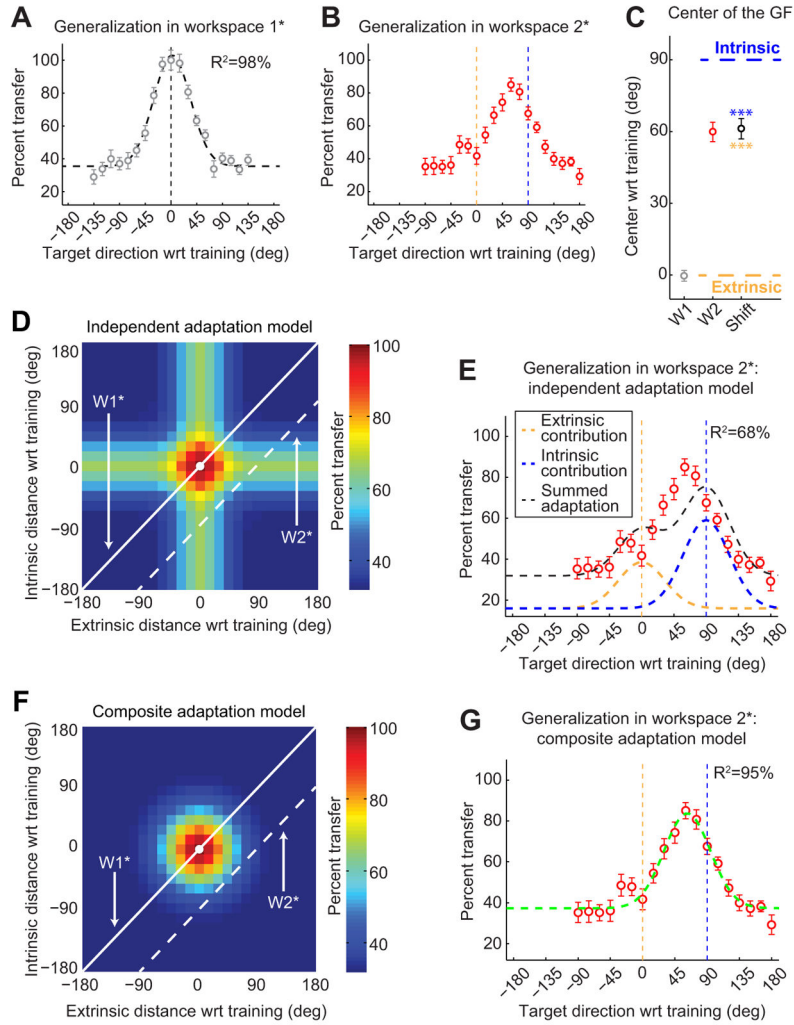 A
Generalization in workspace 1*
R²=98%
Percent transfer
100
80
60
40
20
−180
−135
−90
−45
0
45
90
135
180
Target direction wrt training (deg)
B
Generalization in workspace 2*
Percent transfer
100
80
60
40
20
−180
−135
−90
−45
0
45
90
135
180
Target direction wrt training (deg)
C
Center of the GF
Center wrt training (deg)
90
60
30
0
Intrinsic
***
***
Extrinsic
W1
W2
Shift
D
Independent adaptation model
Intrinsic distance wrt training (deg)
180
90
0
−90
−180
W1*
W2*
−180
−90
0
90
180
Extrinsic distance wrt training (deg)
Percent transfer
100
80
60
40
E
Generalization in workspace 2*:
independent adaptation model
Extrinsic
contribution
Intrinsic
contribution
Summed
adaptation
R²=68%
Percent transfer
100
80
60
40
20
−180
−135
−90
−45
0
45
90
135
180
Target direction wrt training (deg)
F
Composite adaptation model
Intrinsic distance wrt training (deg)
180
90
0
−90
−180
W1*
W2*
−180
−90
0
90
180
Extrinsic distance wrt training (deg)
Percent transfer
100
80
60
40
G
Generalization in workspace 2*:
composite adaptation model
R²=95%
Percent transfer
100
80
60
40
20
−180
−135
−90
−45
0
45
90
135
180
Target direction wrt training (deg)